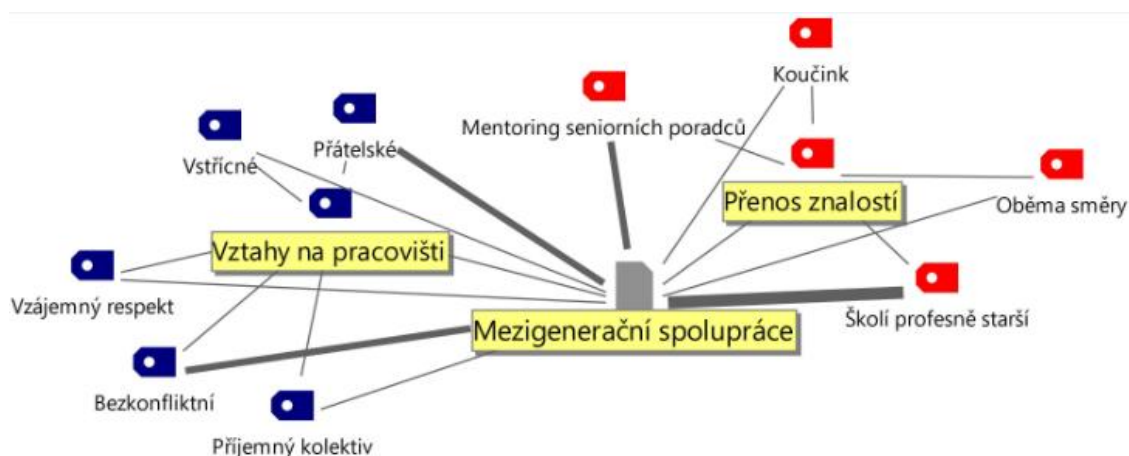 Koučink
Mentoring seniorních poradců
Přátelské
Vstřícné
Přenos znalostí
Oběma směry
Vztahy na pracovišti
Vzájemný respekt
Školí profesně starší
Mezigenerační spolupráce
Bezkonfliktní
Příjemný kolektiv